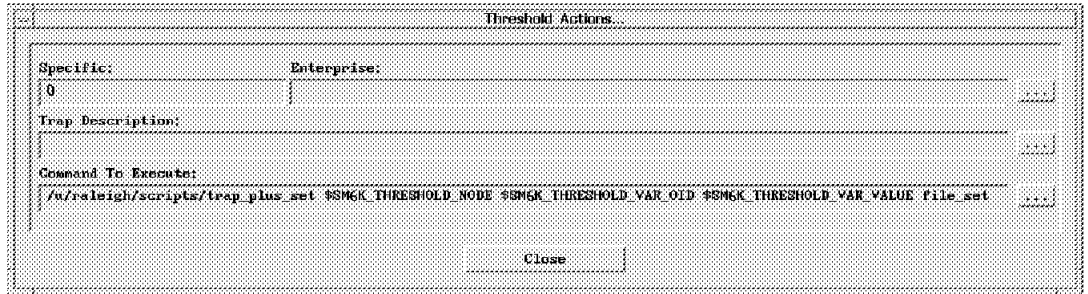 Threshold Actions...
Specific: Enterprise:
0 ...
Trap Description:
...
Command To Execute:
/u/raleigh/scripts/trap_plus_set $SM6K_THRESHOLD_NODE $SM6K_THRESHOLD_VAR_OID $SM6K_THRESHOLD_VAR_VALUE file_set ...
Close